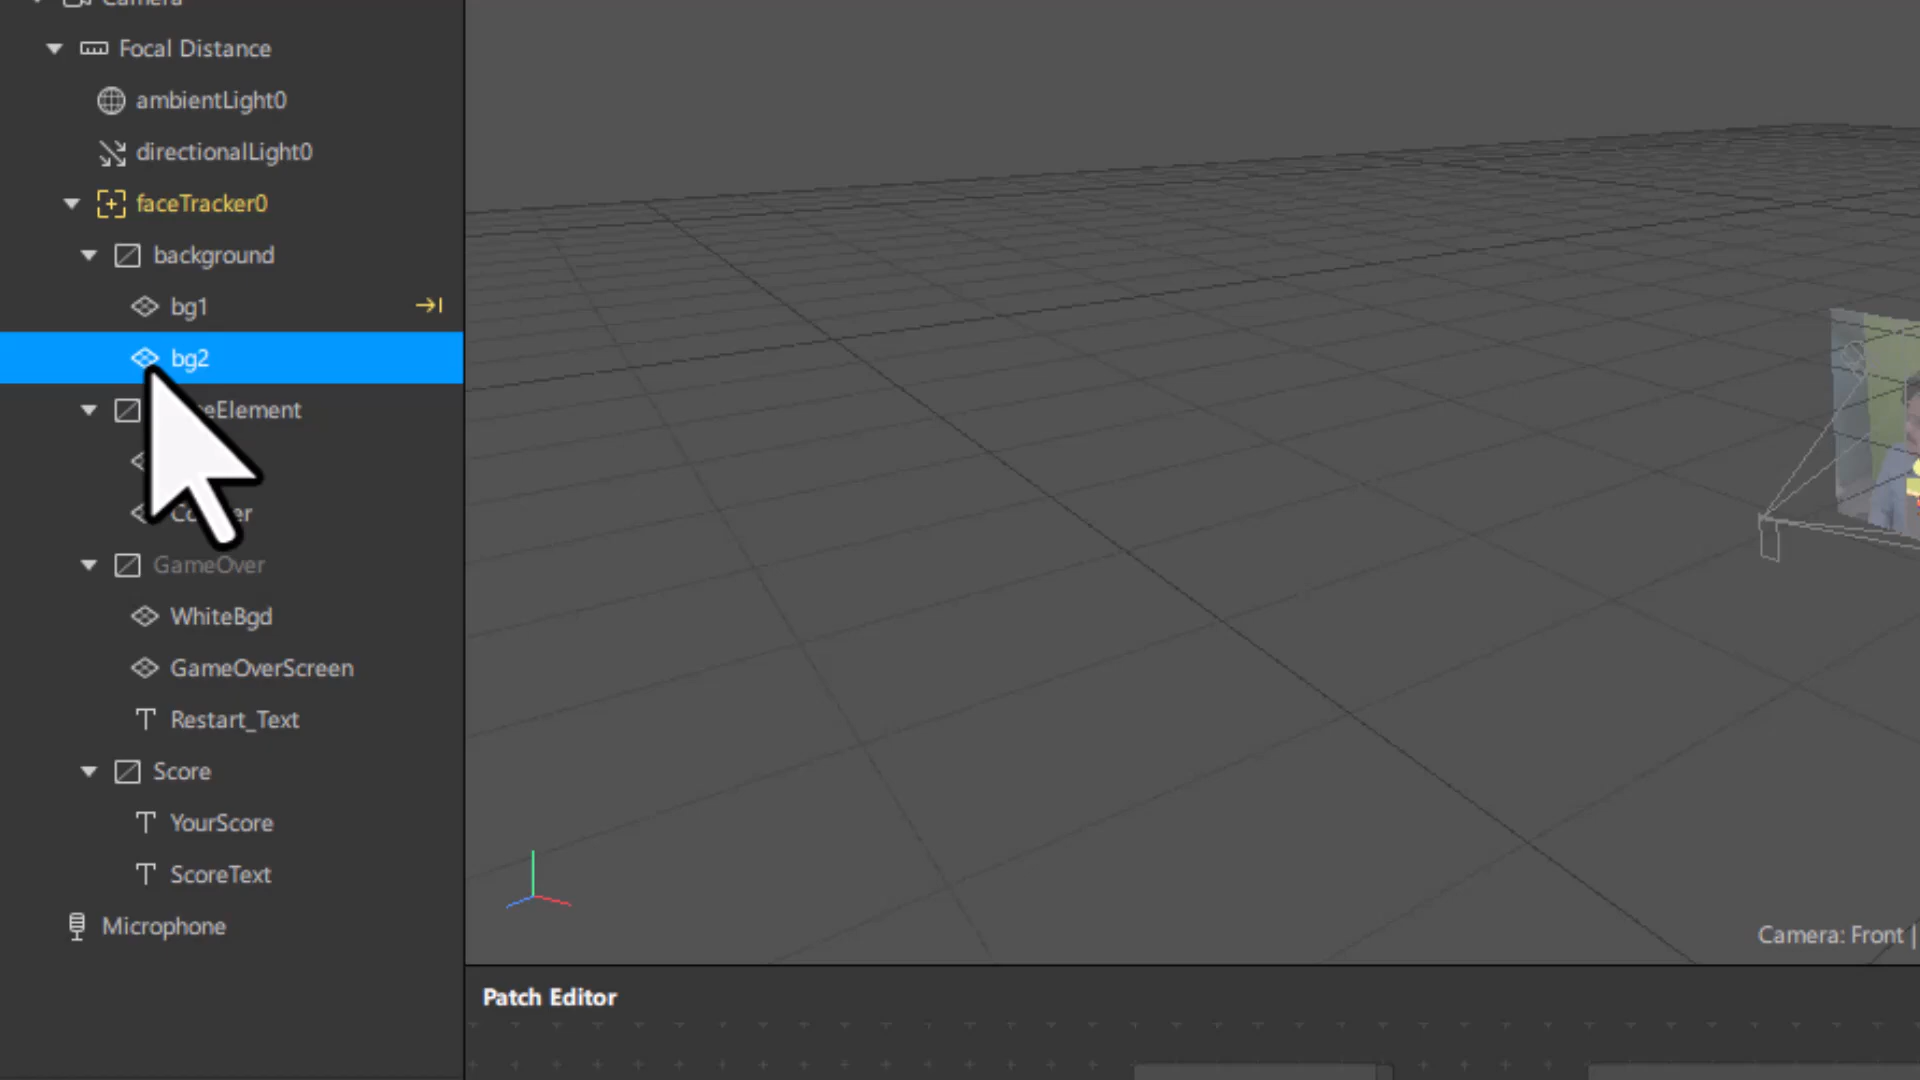 Camera
Focal Distance
ambientLight0
directionalLight0
faceTracker0
background
bg1
bg2
GameOver
WhiteBgd
GameOverScreen
Restart_Text
Score
YourScore
ScoreText
Microphone
Camera: Front |
Patch Editor